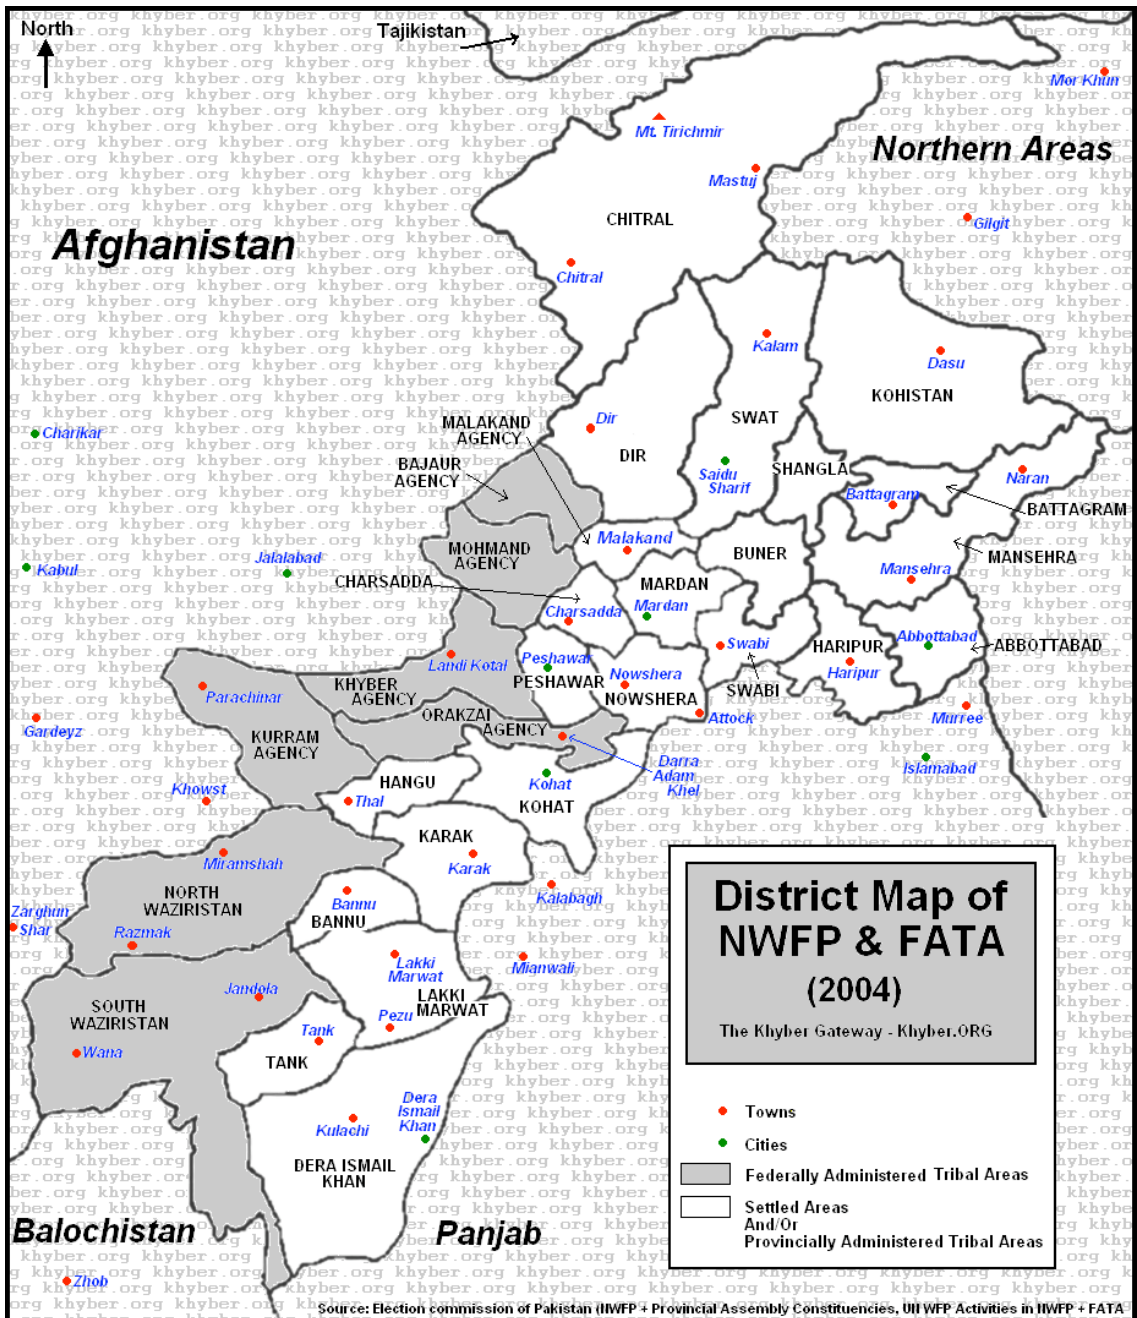 North
Tajikistan
Mor Khun
Mt. Tirichmir
Northern Areas
Mastuj
CHITRAL
Gilgit
Afghanistan
Chitral
Kalam
Dasu
KOHISTAN
Dir
SWAT
MALAKAND
AGENCY
Charikar
DIR
BAJAUR
AGENCY
SHANGLA
Saidu
Sharif
Naran
Battagram
BATTAGRAM
Malakand
MOHMAND
AGENCY
BUNER
MANSEHRA
Jalalabad
Kabul
CHARSADDA
MARDAN
Mansehra
Charsadda
Mardan
Abbottabad
ABBOTTABAD
Swabi
HARIPUR
Landi Kotal
Peshawar
PESHAWAR
Haripur
Nowshera
NOWSHERA
SWABI
KHYBER
AGENCY
Parachinar
ORAKZAI
AGENCY
Attock
Murree
Gardeyz
KURRAM
AGENCY
Darra
Adam
Khel
Islamabad
Kohat
HANGU
KOHAT
Khowst
Thal
KARAK
Karak
Miramshah
NORTH
WAZIRISTAN
Bannu
BANNU
Kalabagh
Zarghun
Shar
Razmak
Lakki
Marwat
Mianwali
Jandola
LAKKI
MARWAT
SOUTH
WAZIRISTAN
Pezu
Tank
TANK
Wana
Dera
Ismail
Khan
Kulachi
DERA ISMAIL
KHAN
Balochistan
Panjab
Zhob
District Map of
NWFP & FATA
(2004)
The Khyber Gateway - Khyber.ORG
Towns
Cities
Federally Administered Tribal Areas
Settled Areas
And/Or
Provincially Administered Tribal Areas
Source: Election commission of Pakistan (NWFP + Provincial Assembly Constituencies, UN WFP Activities in NWFP + FATA
khyber.org